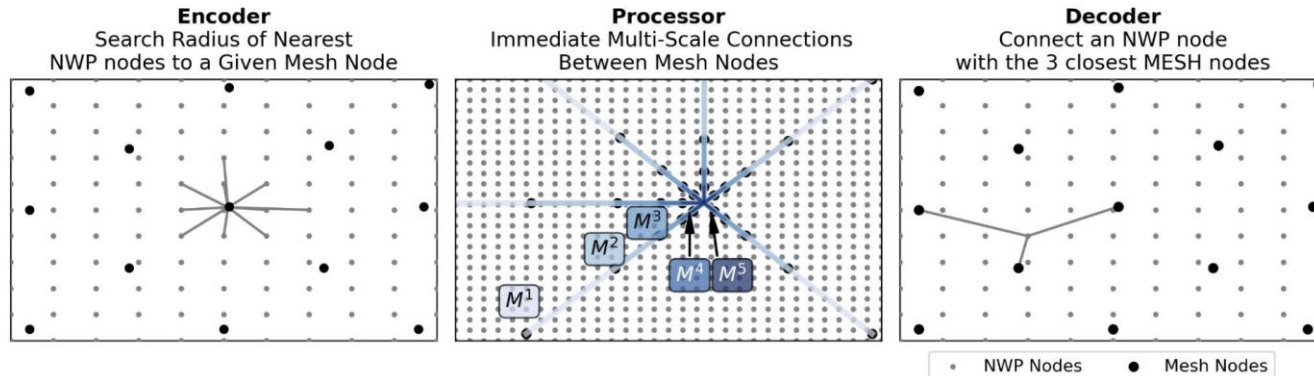 Encoder
Search Radius of Nearest
NWP nodes to a Given Mesh Node
Processor
Immediate Multi-Scale Connections
Between Mesh Nodes
M³
M²
M⁴
M⁵
M¹
Decoder
Connect an NWP node
with the 3 closest MESH nodes
NWP Nodes
Mesh Nodes